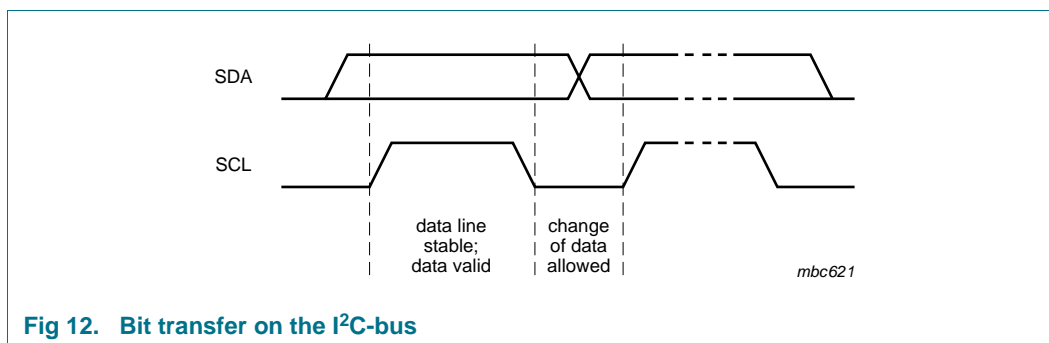 SDA
SCL
data line
stable;
data valid
change
of data
allowed
mbc621
Fig 12. Bit transfer on the I²C-bus